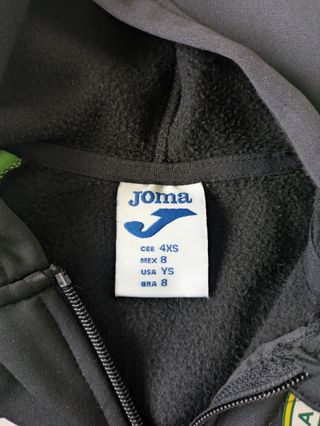 JOMA
CEE 4XS
MEX 8
USA YS
BRA 8
A